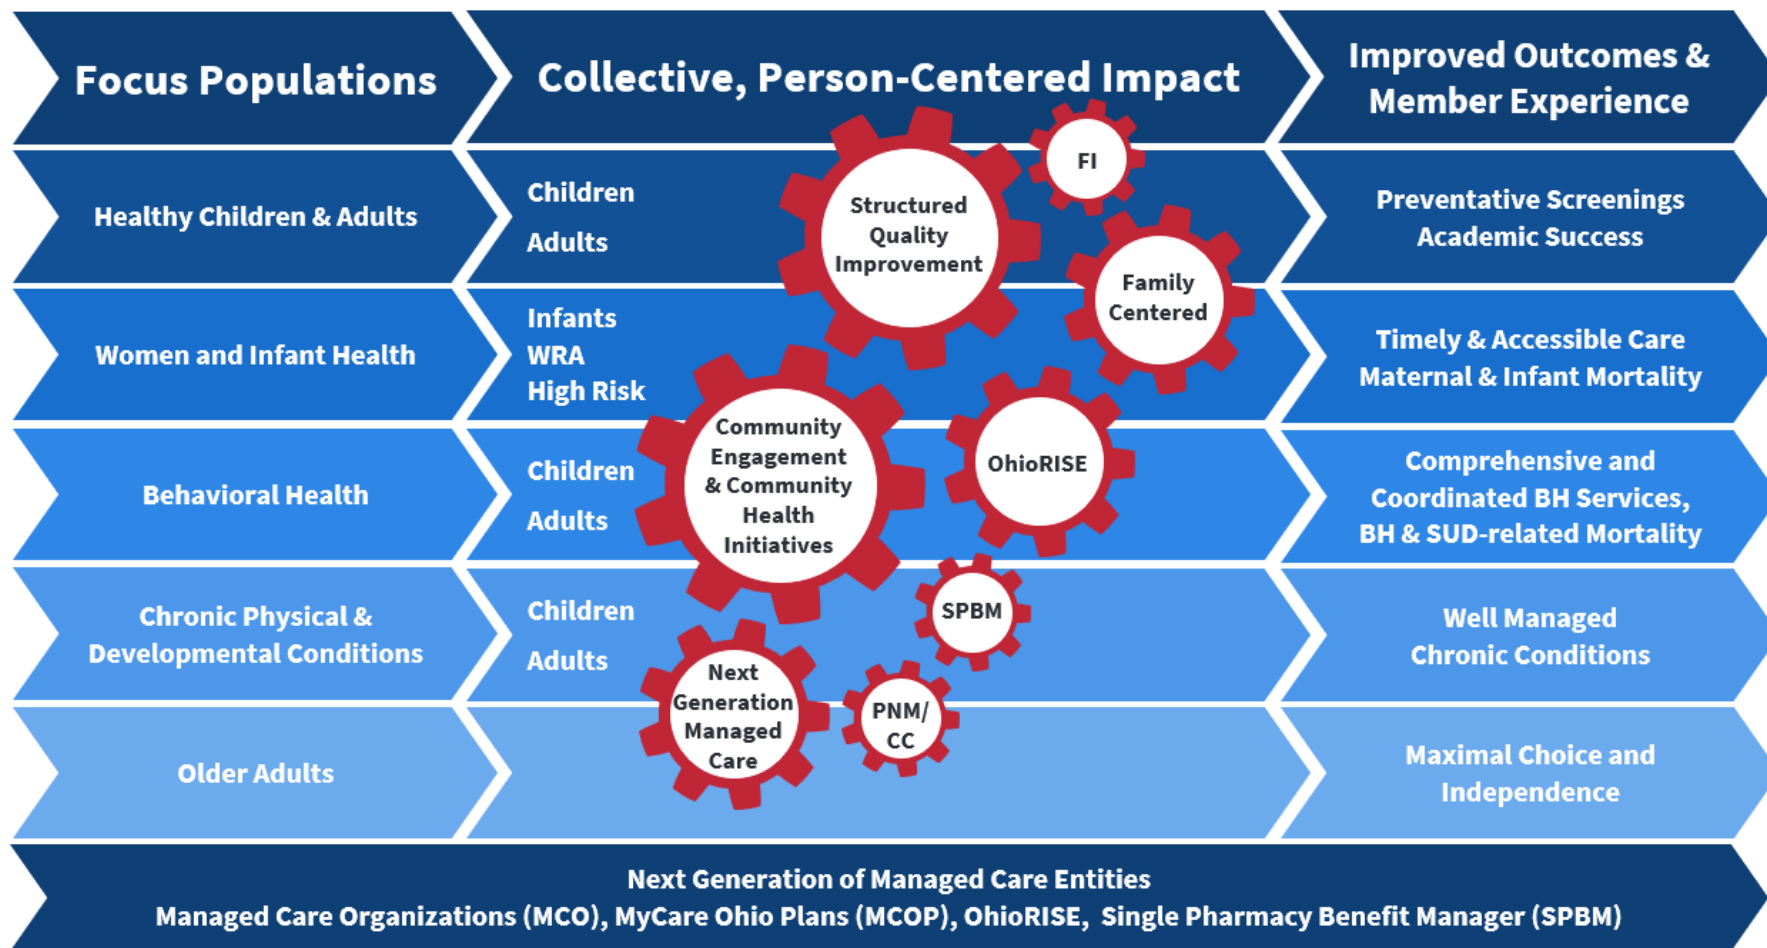 Focus Populations
Collective, Person-Centered Impact
Improved Outcomes &
Member Experience
Healthy Children & Adults
Children
Adults
Structured
Quality
Improvement
FI
Family
Centered
Preventative Screenings
Academic Success
Women and Infant Health
Infants
WRA
High Risk
Timely & Accessible Care
Maternal & Infant Mortality
Behavioral Health
Children
Adults
Community
Engagement
& Community
Health
Initiatives
OhioRISE
Comprehensive and
Coordinated BH Services,
BH & SUD-related Mortality
Chronic Physical &
Developmental Conditions
Children
Adults
SPBM
Well Managed
Chronic Conditions
Older Adults
Next
Generation
Managed
Care
PNM/
CC
Maximal Choice and
Independence
Next Generation of Managed Care Entities
Managed Care Organizations (MCO), MyCare Ohio Plans (MCOP), OhioRISE, Single Pharmacy Benefit Manager (SPBM)